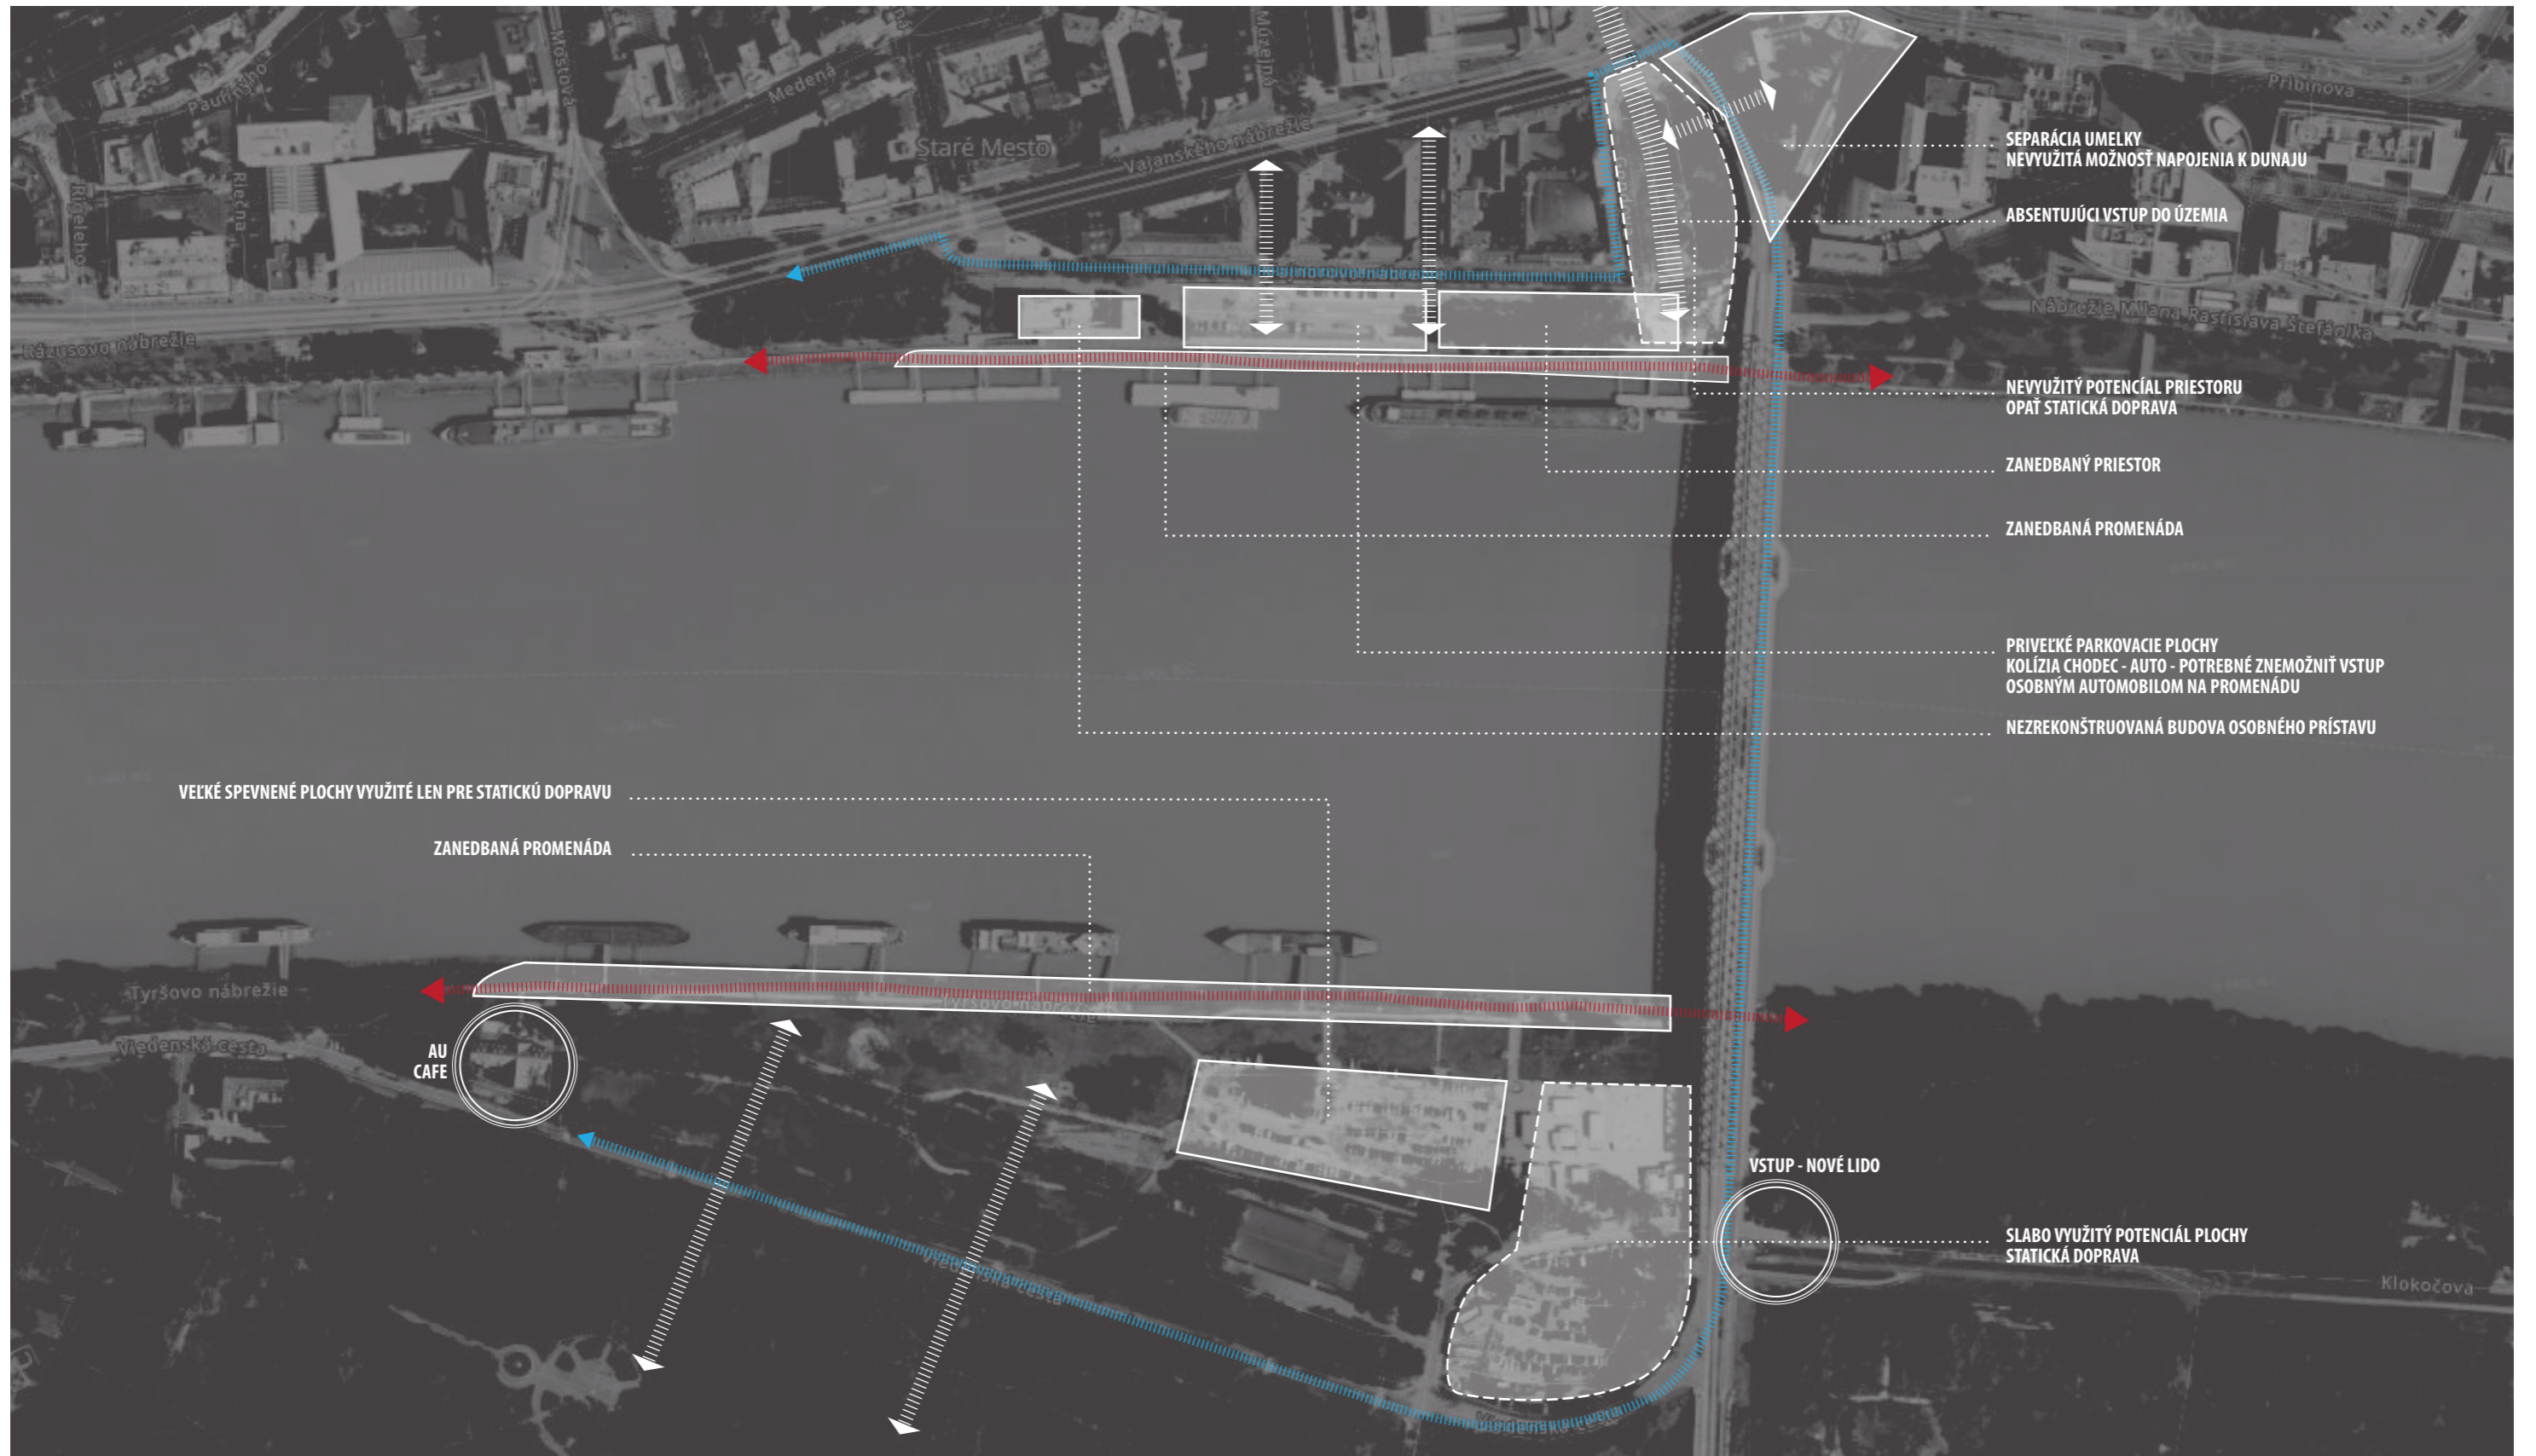 Mostová
Múzejná
Paulínyho
Medená
Pribinova
Staré Mesto
Vajanského nábrežie
Riečna
Rigeleho
SEPARÁCIA UMELKY
NEVYUŽITÁ MOŽNOSŤ NAPOJENIA K DUNAJU
ABSENTUJÚCI VSTUP DO ÚZEMIA
Nábrežie Milana Rastislava Štefánika
Rázusovo nábrežie
NEVYUŽITÝ POTENCÍAL PRIESTORU
OPAŤ STATICKÁ DOPRAVA
ZANEDBANÝ PRIESTOR
ZANEDBANÁ PROMENÁDA
PRIVEĽKÉ PARKOVACIE PLOCHY
KOLÍZIA CHODEC - AUTO - POTREBNÉ ZNEMOŽNIŤ VSTUP
OSOBNÝM AUTOMOBILOM NA PROMENÁDU
NEZREKONŠTRUOVANÁ BUDOVA OSOBNÉHO PRÍSTAVU
VEĽKÉ SPEVNENÉ PLOCHY VYUŽITÉ LEN PRE STATICKÚ DOPRAVU
ZANEDBANÁ PROMENÁDA
Tyršovo nábrežie
Tyršovo nábrežie
Viedenská cesta
AU
CAFE
VSTUP - NOVÉ LIDO
SLABO VYUŽITÝ POTENCIÁL PLOCHY
STATICKÁ DOPRAVA
Viedenská cesta
Klokočova
Viedenská cesta